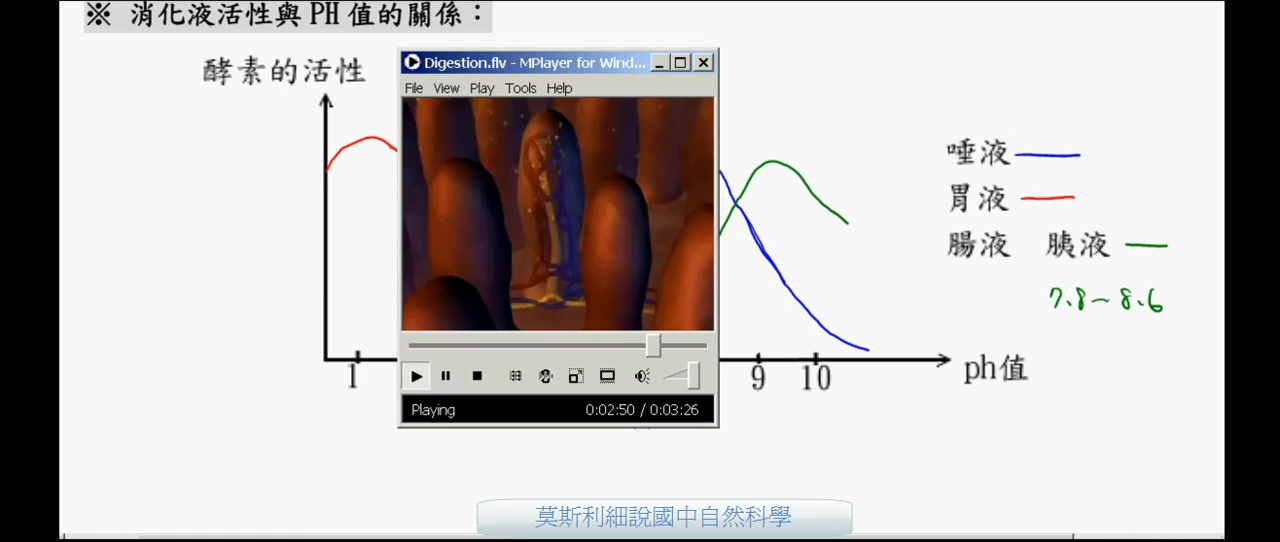 ※ 消化液活性與 PH 值的關係：
酵素的活性
Digestion.flv - MPlayer for Wind...
File View Play Tools Help
唾液
胃液
腸液 胰液
7.8~8.6
1 9 10 ph值
Playing 0:02:50 / 0:03:26
莫斯利細說國中自然科學